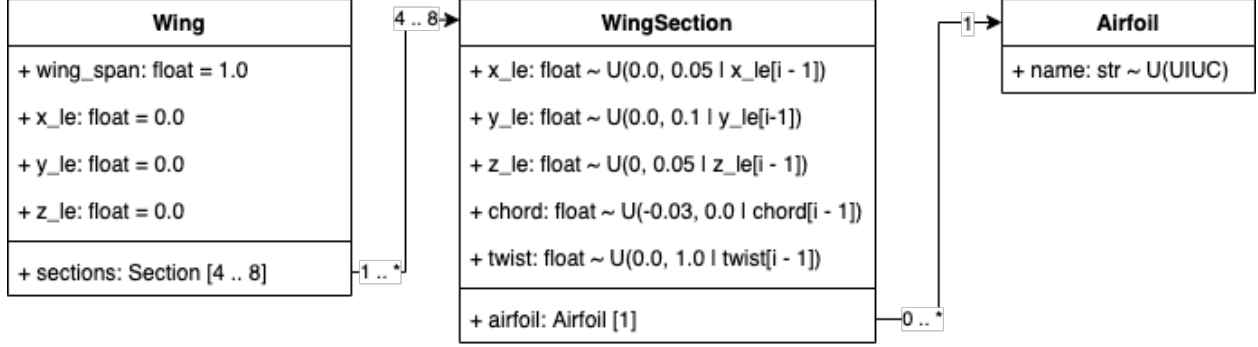 Wing
+ wing_span: float = 1.0
+ x_le: float = 0.0
+ y_le: float = 0.0
+ z_le: float = 0.0
+ sections: Section [4 .. 8]
1 .. *
4 .. 8
WingSection
+ x_le: float ~ U(0.0, 0.05 | x_le[i - 1])
+ y_le: float ~ U(0.0, 0.1 | y_le[i-1])
+ z_le: float ~ U(0, 0.05 | z_le[i - 1])
+ chord: float ~ U(-0.03, 0.0 | chord[i - 1])
+ twist: float ~ U(0.0, 1.0 | twist[i - 1])
+ airfoil: Airfoil [1]
0 .. *
1
Airfoil
+ name: str ~ U(UIUC)